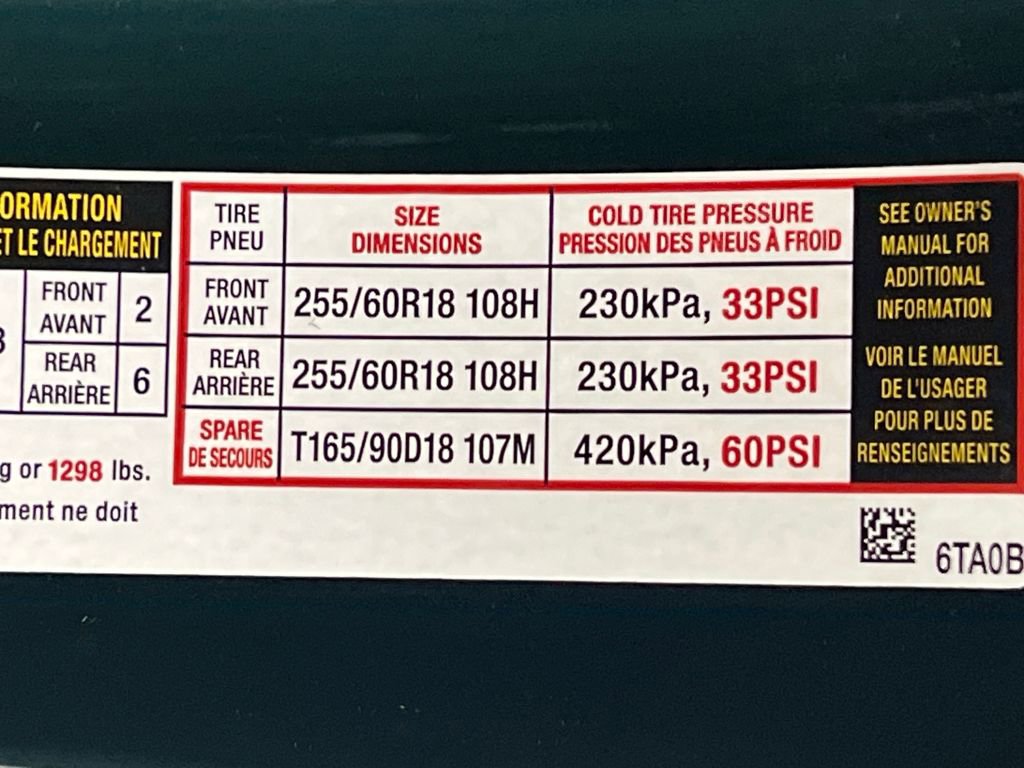 ORMATION
ET LE CHARGEMENT
FRONT
AVANT
2
REAR
ARRIÈRE
6
g or 1298 lbs.
ment ne doit
TIRE
PNEU
SIZE
DIMENSIONS
COLD TIRE PRESSURE
PRESSION DES PNEUS À FROID
FRONT
AVANT
255/60R18 108H
230kPa, 33PSI
REAR
ARRIÈRE
255/60R18 108H
230kPa, 33PSI
SPARE
DE SECOURS
T165/90D18 107M
420kPa, 60PSI
SEE OWNER'S
MANUAL FOR
ADDITIONAL
INFORMATION
VOIR LE MANUEL
DE L'USAGER
POUR PLUS DE
RENSEIGNEMENTS
6TA0B